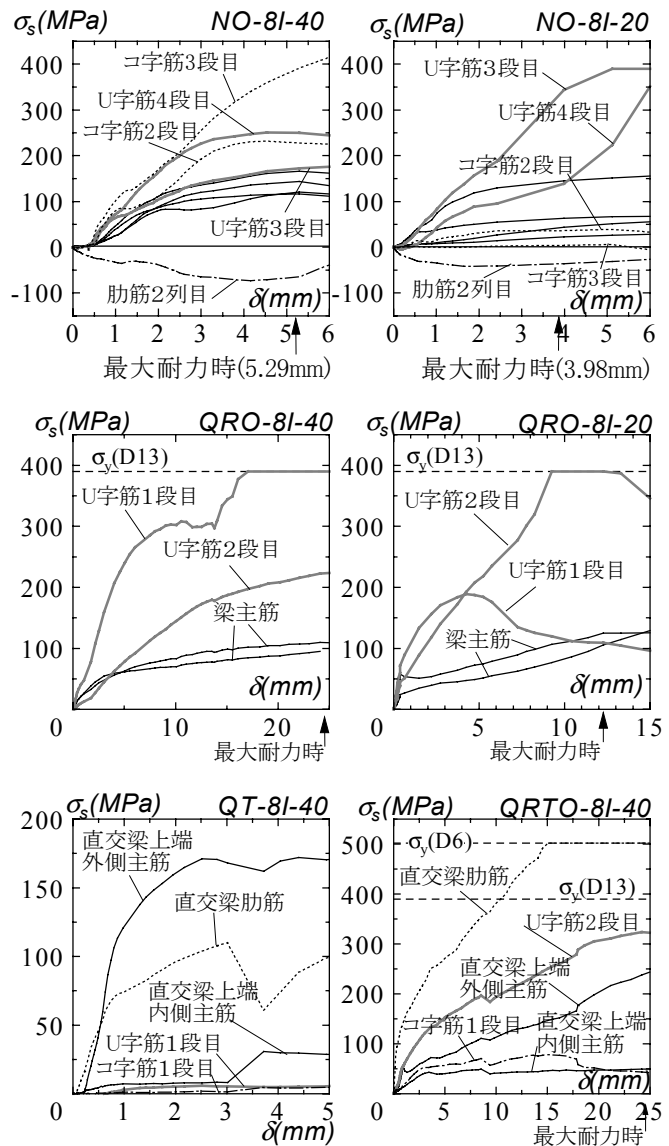 σs(MPa) NO-8I-40
400
300
200
100
0
-100
コ字筋3段目
U字筋4段目
コ字筋2段目
U字筋3段目
肋筋2列目
δ(mm)
0 1 2 3 4 5 6
最大耐力時(5.29mm)
σs(MPa) NO-8I-20
400
300
200
100
0
-100
U字筋3段目
U字筋4段目
コ字筋2段目
コ字筋3段目
肋筋2列目
δ(mm)
0 1 2 3 4 5 6
最大耐力時(3.98mm)
σs(MPa) QRO-8I-40
400
300
200
100
σy(D13)
U字筋1段目
U字筋2段目
梁主筋
δ(mm)
0 10 20
最大耐力時
σs(MPa) QRO-8I-20
400
300
200
100
σy(D13)
U字筋2段目
U字筋1段目
梁主筋
δ(mm)
0 5 10 15
最大耐力時
σs(MPa) QT-8I-40
200
150
100
50
直交梁上端
外側主筋
直交梁肋筋
直交梁上端
内側主筋
U字筋1段目
コ字筋1段目
0 1 2 3 4 5
δ(mm)
σs(MPa) QRTO-8I-40
500
400
300
200
100
0
σy(D6)
直交梁肋筋
σy(D13)
U字筋2段目
直交梁上端
外側主筋
コ字筋1段目
直交梁上端
内側主筋
δ(mm)
0 5 10 15 20 25
最大耐力時